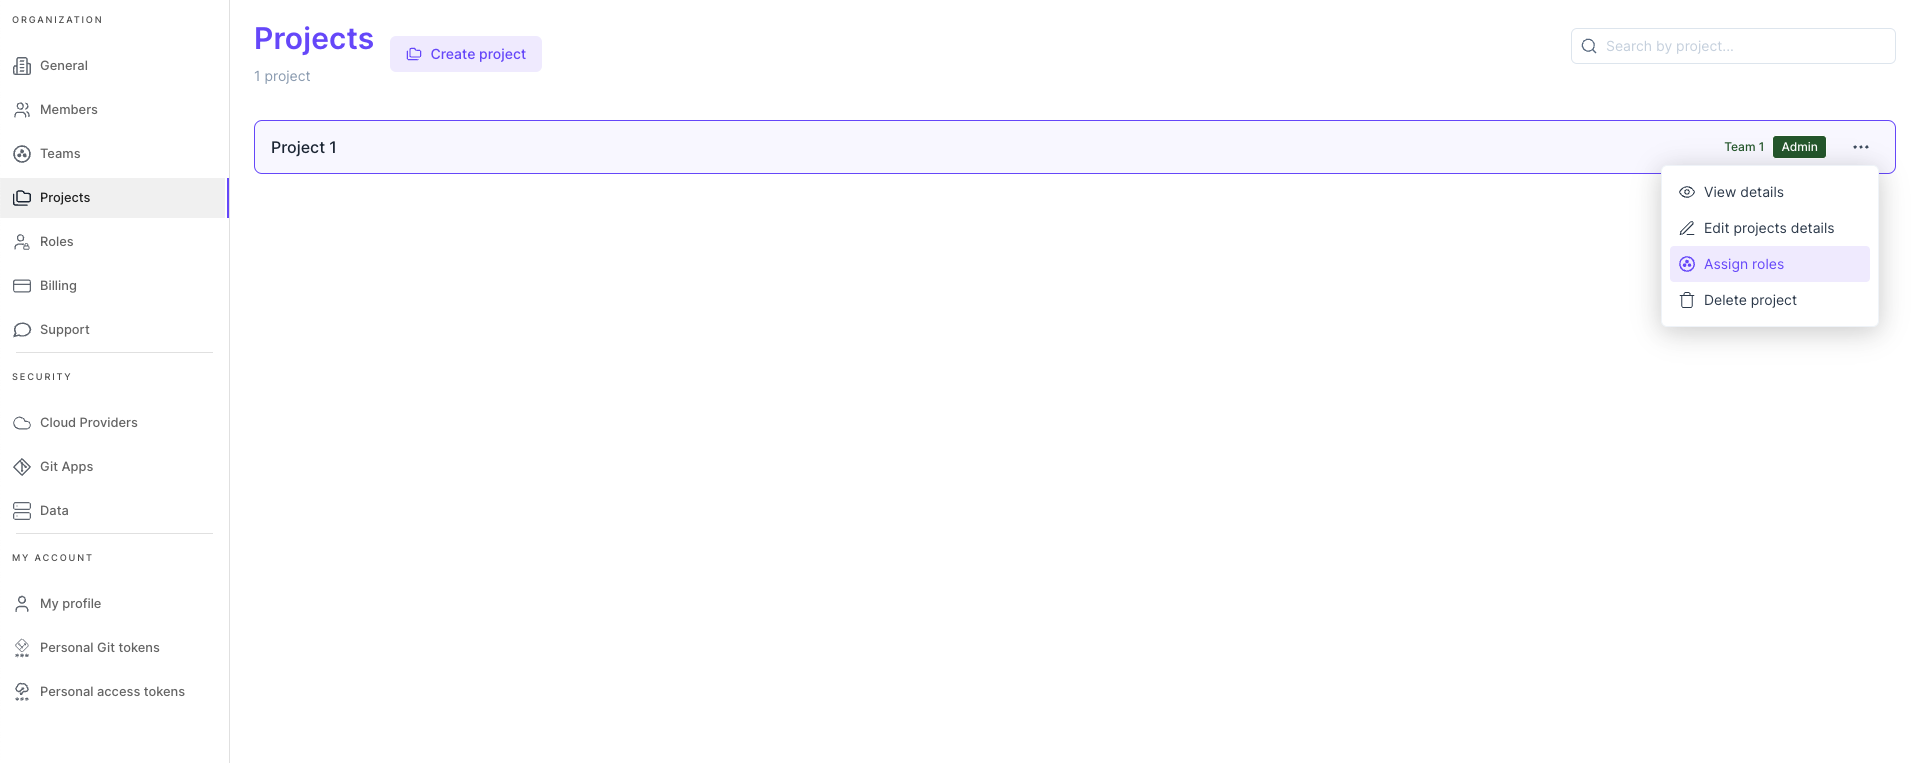 ORGANIZATION
General
Members
Teams
Projects
Roles
Billing
Support
SECURITY
Cloud Providers
Git Apps
Data
MY ACCOUNT
My profile
Personal Git tokens
Personal access tokens
Projects
1 project
Create project
Search by project...
Project 1
Team 1
Admin
View details
Edit projects details
Assign roles
Delete project